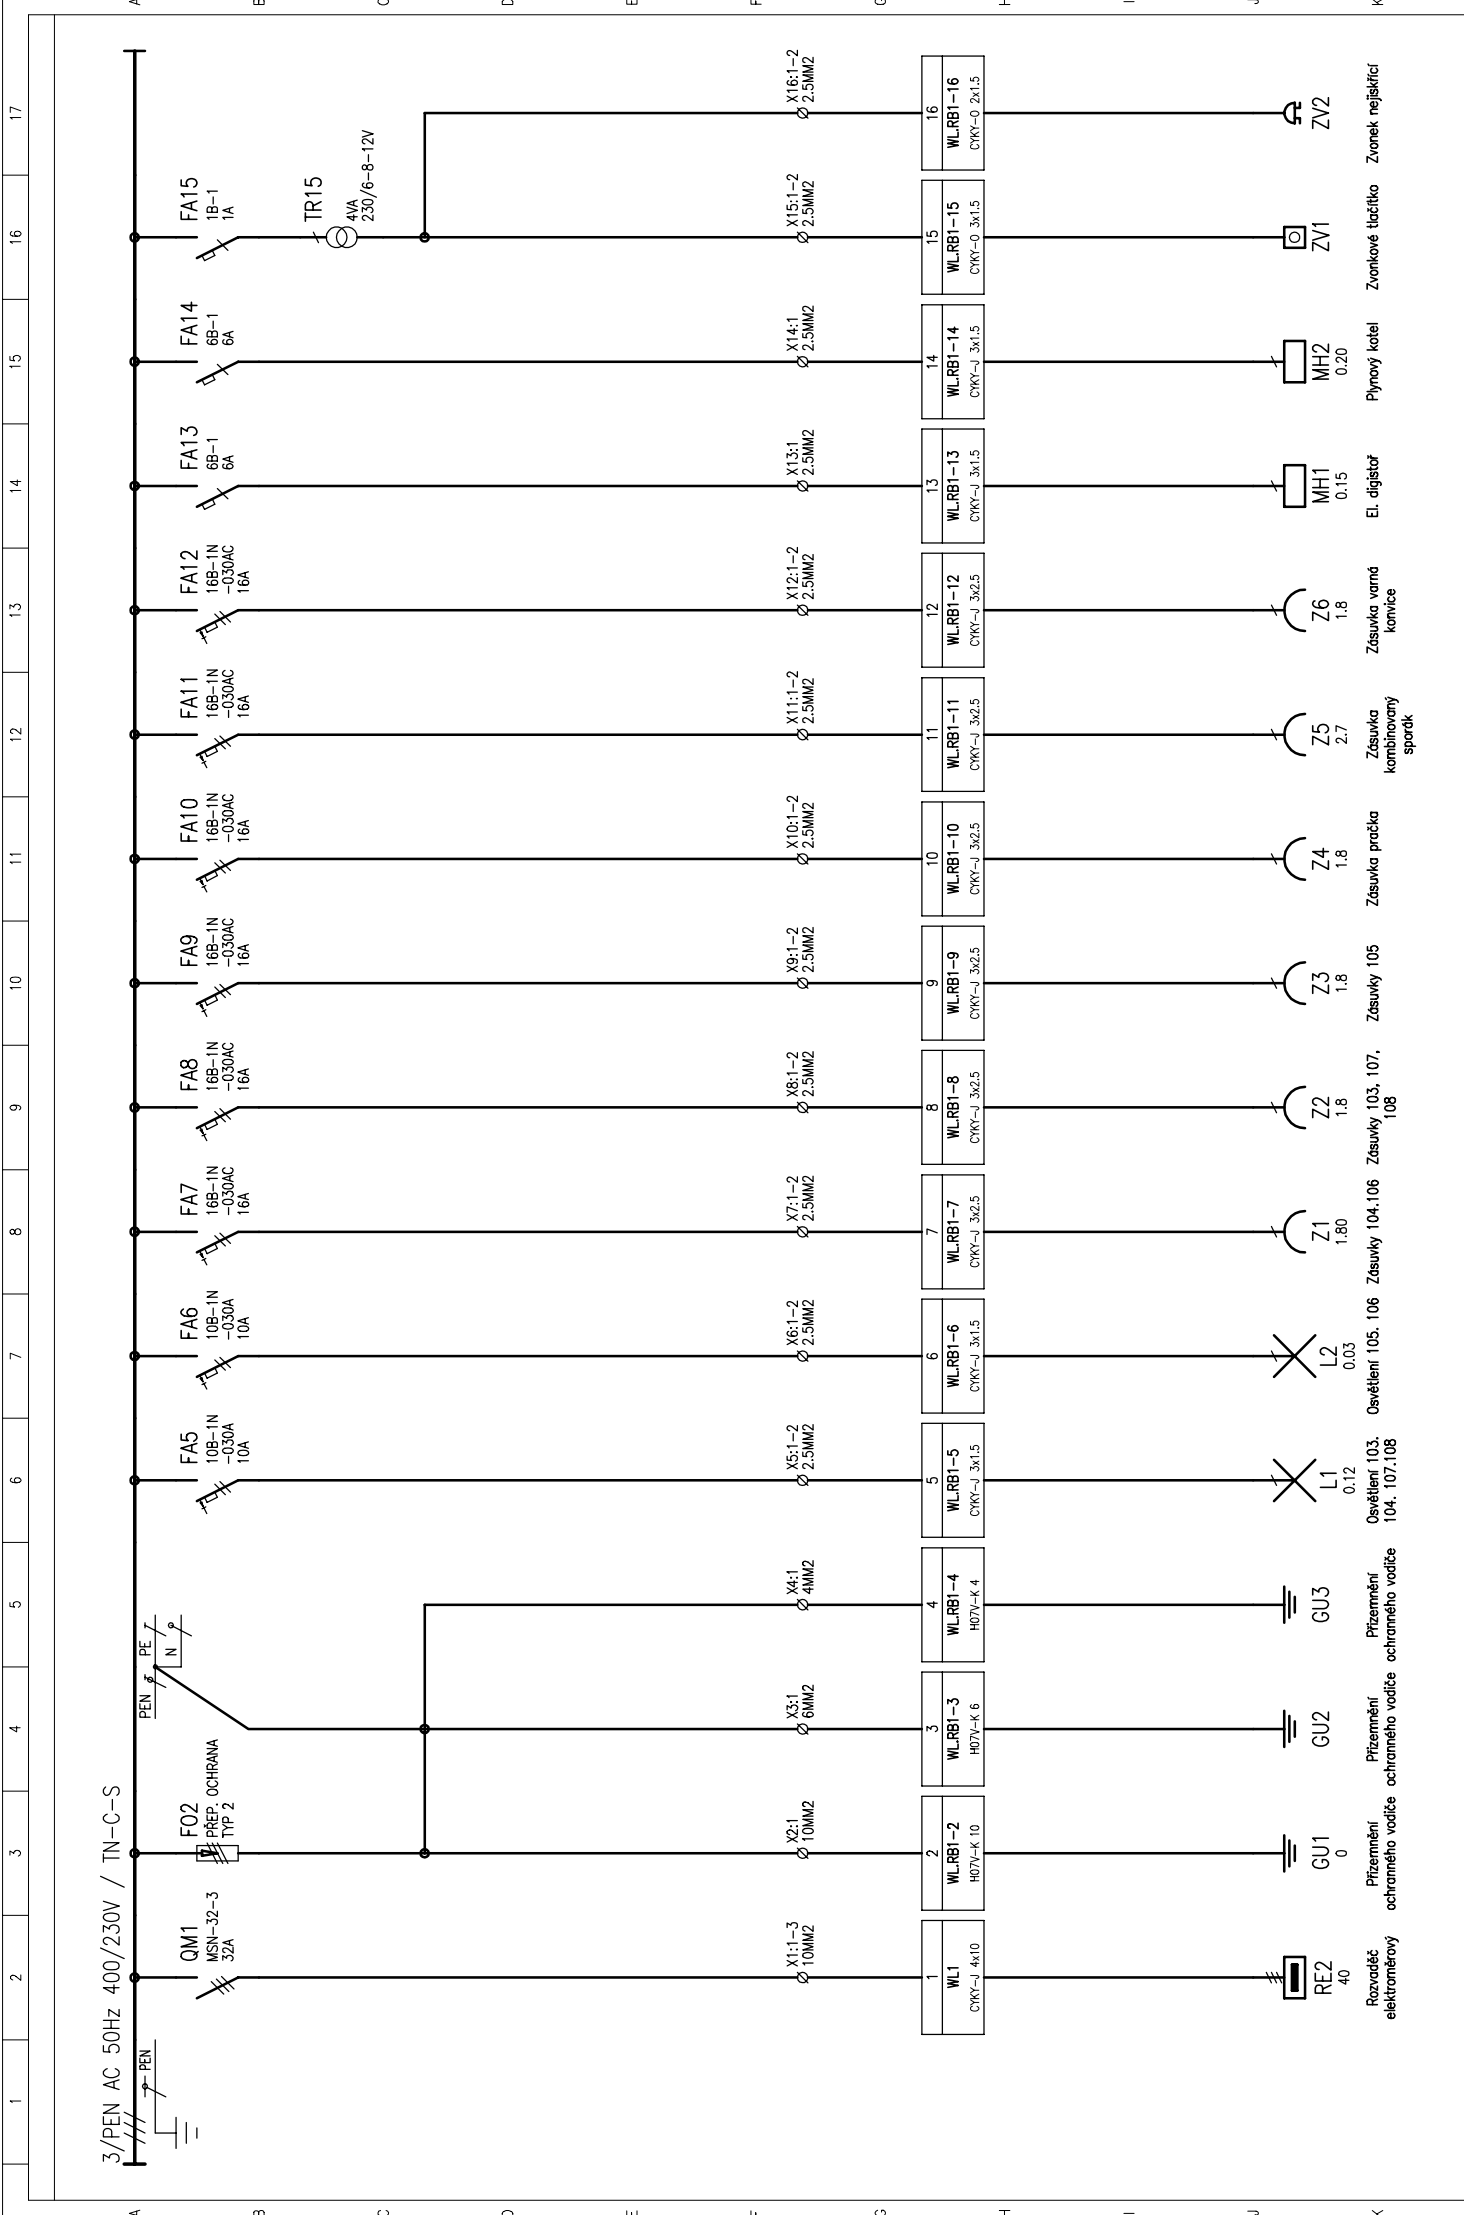 1 2 3 4 5 6 7 8 9 10 11 12 13 14 15 16 17
A
B
C
D
E
F
G
H
I
J
K
3/PEN AC 50Hz 400/230V / TN-C-S
PEN
PEN
PE
N
QM1
MSN-32-3
32A
FO2
PŘEP. OCHRANA
TYP 2
FA5
10B-1N
-030A
10A
FA6
10B-1N
-030A
10A
FA7
16B-1N
-030AC
16A
FA8
16B-1N
-030AC
16A
FA9
16B-1N
-030AC
16A
FA10
16B-1N
-030AC
16A
FA11
16B-1N
-030AC
16A
FA12
16B-1N
-030AC
16A
FA13
6B-1
6A
FA14
6B-1
6A
FA15
1B-1
1A
TR15
4VA
230/6-8-12V
X1:1-3
10MM2
X2:1
10MM2
X3:1
6MM2
X4:1
4MM2
X5:1-2
2.5MM2
X6:1-2
2.5MM2
X7:1-2
2.5MM2
X8:1-2
2.5MM2
X9:1-2
2.5MM2
X10:1-2
2.5MM2
X11:1-2
2.5MM2
X12:1-2
2.5MM2
X13:1
2.5MM2
X14:1
2.5MM2
X15:1-2
2.5MM2
X16:1-2
2.5MM2
1
WL1
CYKY-J 4x10
2
WL.RB1-2
H07V-K 10
3
WL.RB1-3
H07V-K 6
4
WL.RB1-4
H07V-K 4
5
WL.RB1-5
CYKY-J 3x1.5
6
WL.RB1-6
CYKY-J 3x1.5
7
WL.RB1-7
CYKY-J 3x2.5
8
WL.RB1-8
CYKY-J 3x2.5
9
WL.RB1-9
CYKY-J 3x2.5
10
WL.RB1-10
CYKY-J 3x2.5
11
WL.RB1-11
CYKY-J 3x2.5
12
WL.RB1-12
CYKY-J 3x2.5
13
WL.RB1-13
CYKY-J 3x1.5
14
WL.RB1-14
CYKY-J 3x1.5
15
WL.RB1-15
CYKY-O 3x1.5
16
WL.RB1-16
CYKY-O 2x1.5
RE2
40
Rozvaděč
elektroměrový
GU1
0
Přizemnění
ochranného vodiče
GU2
Přizemnění
ochranného vodiče
GU3
Přizemnění
ochranného vodiče
L1
0.12
Osvětlení 103.
104. 107.108
L2
0.03
Osvětlení 105. 106
Z1
1.80
Zásuvky 104.106
Z2
1.8
Zásuvky 103, 107,
108
Z3
1.8
Zásuvky 105
Z4
1.8
Zásuvka pračka
Z5
2.7
Zásuvka
kombinovaný
sporák
Z6
1.8
Zásuvka varná
konvice
MH1
0.15
El. digistoř
MH2
0.20
Plynový kotel
ZV1
Zvonkové tlačítko
ZV2
Zvonek nejiskřící
A
B
C
D
E
F
G
H
I
J
K